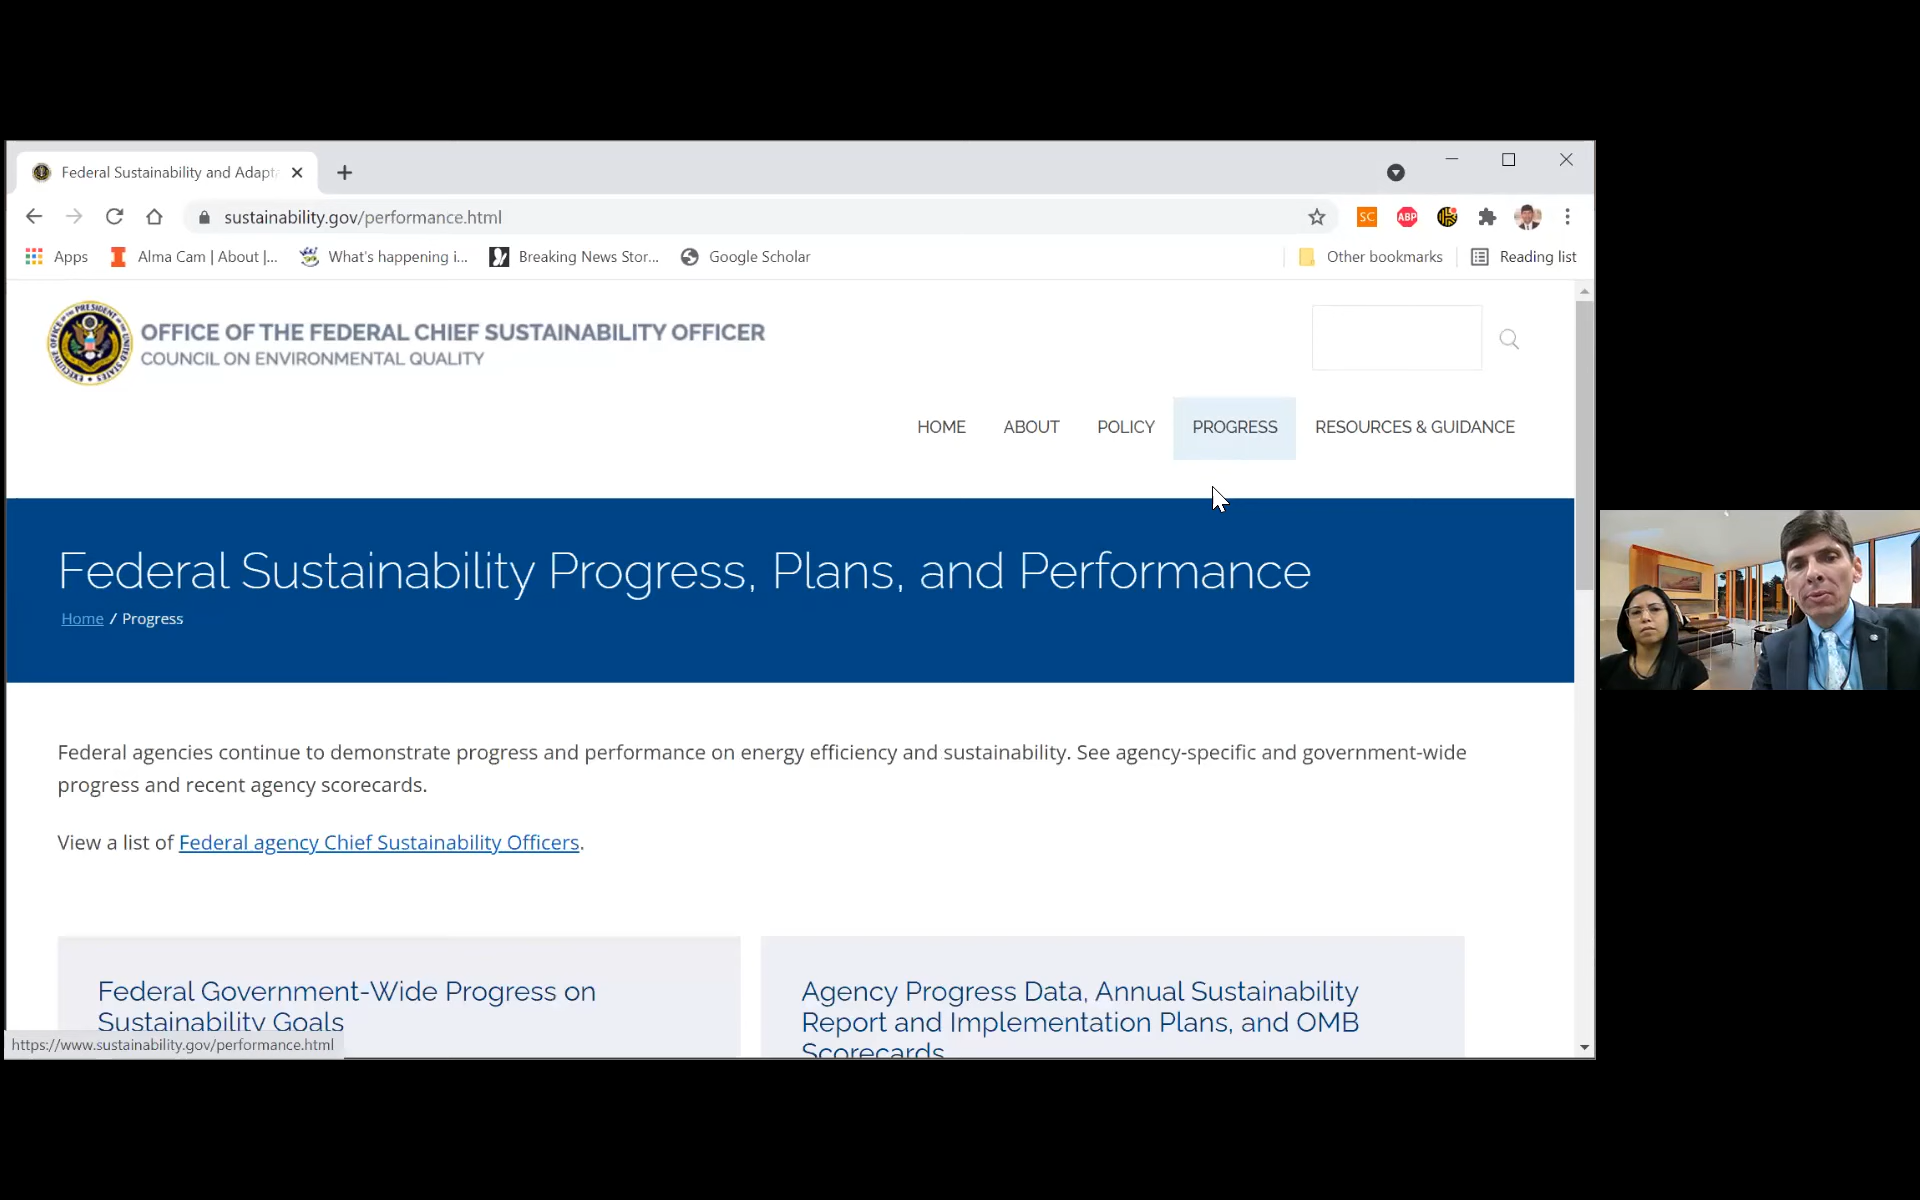 Federal Sustainability and Adapt
sustainability.gov/performance.html
SC
ABP
Apps
Alma Cam | About |...
What's happening i...
Breaking News Stor...
Google Scholar
Other bookmarks
Reading list
OFFICE OF THE FEDERAL CHIEF SUSTAINABILITY OFFICER
COUNCIL ON ENVIRONMENTAL QUALITY
HOME
ABOUT
POLICY
PROGRESS
RESOURCES & GUIDANCE
Federal Sustainability Progress, Plans, and Performance
Home / Progress
Federal agencies continue to demonstrate progress and performance on energy efficiency and sustainability. See agency-specific and government-wide
progress and recent agency scorecards.
View a list of Federal agency Chief Sustainability Officers.
Federal Government-Wide Progress on
Sustainability Goals
Agency Progress Data, Annual Sustainability
Report and Implementation Plans, and OMB
Scorecards
https://www.sustainability.gov/performance.html